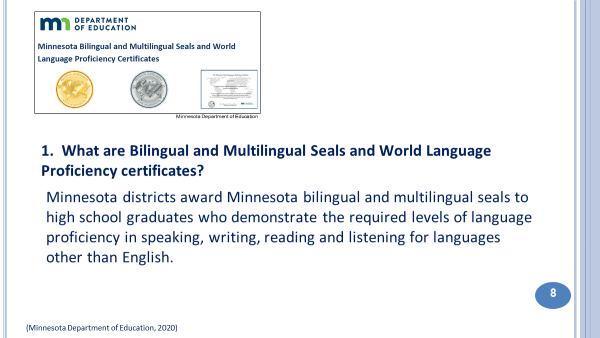 mn DEPARTMENT
OF EDUCATION
Minnesota Bilingual and Multilingual Seals and World
Language Proficiency Certificates
Minnesota Department of Education
1. What are Bilingual and Multilingual Seals and World Language
Proficiency certificates?
Minnesota districts award Minnesota bilingual and multilingual seals to
high school graduates who demonstrate the required levels of language
proficiency in speaking, writing, reading and listening for languages
other than English.
8
(Minnesota Department of Education, 2020)